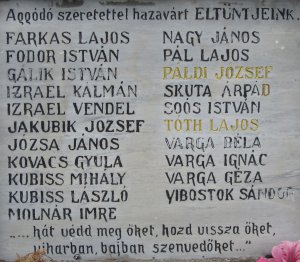 Aggódó szeretettel hazavárt ELTÜNTJEINK.
FARKAS LAJOS
FODOR ISTVÁN
GÁLIK ISTVÁN
IZRAEL KÁLMÁN
IZRAEL VENDEL
JAKUBIK JÓZSEF
JÓZSA JÁNOS
KOVÁCS GYULA
KUBISS MIHÁLY
KUBISS LÁSZLÓ
MOLNÁR IMRE
NAGY JÁNOS
PÁL LAJOS
PÁLDI JÓZSEF
SKUTA ÁRPÁD
SOÓS ISTVÁN
TÓTH LAJOS
VARGA BÉLA
VARGA IGNÁC
VARGA GÉZA
VIBOSTOK SÁNDOR
"....hát védd meg őket, hozd vissza őket,
viharban, bajban szenvedőket..."